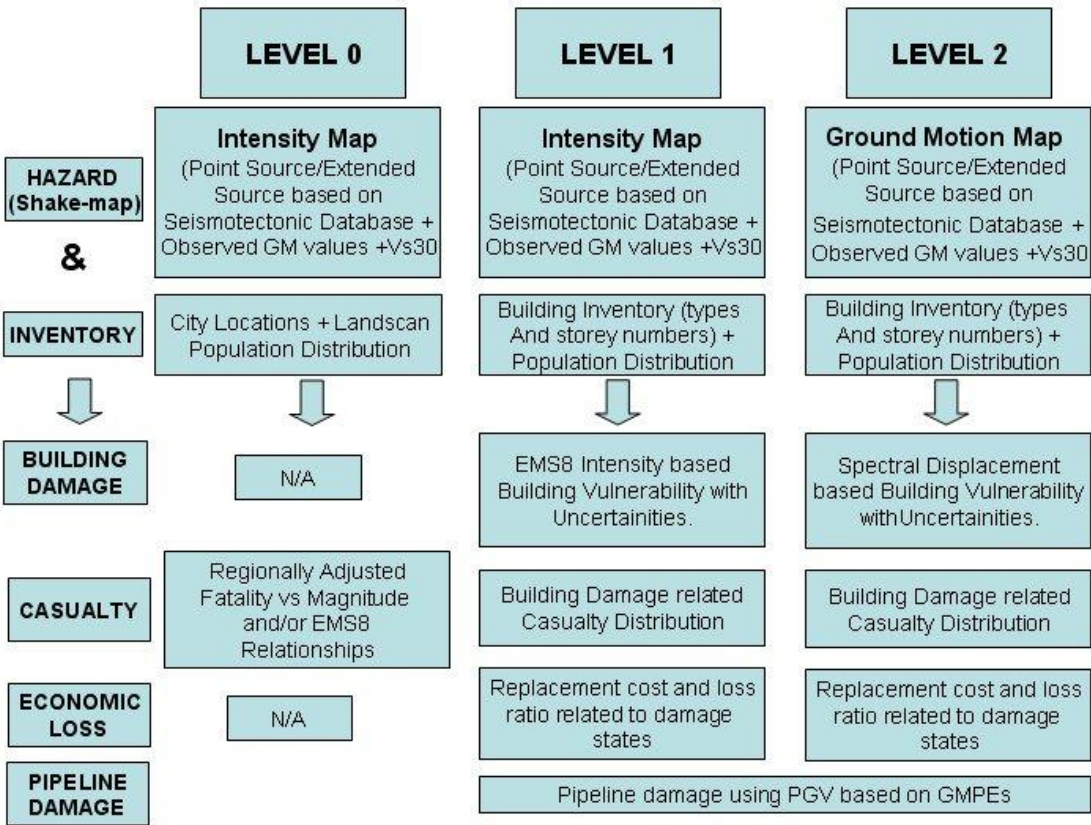 LEVEL 0
LEVEL 1
LEVEL 2
HAZARD
(Shake-map)
&
Intensity Map
(Point Source/Extended
Source based on
Seismotectonic Database +
Observed GM values +Vs30
Intensity Map
(Point Source/Extended
Source based on
Seismotectonic Database +
Observed GM values +Vs30
Ground Motion Map
(Point Source/Extended
Source based on
Seismotectonic Database +
Observed GM values +Vs30
INVENTORY
City Locations + Landscan
Population Distribution
Building Inventory (types
And storey numbers) +
Population Distribution
Building Inventory (types
And storey numbers) +
Population Distribution
BUILDING
DAMAGE
N/A
EMS8 Intensity based
Building Vulnerability with
Uncertainities.
Spectral Displacement
based Building Vulnerability
withUncertainities.
CASUALTY
Regionally Adjusted
Fatality vs Magnitude
and/or EMS8
Relationships
Building Damage related
Casualty Distribution
Building Damage related
Casualty Distribution
ECONOMIC
LOSS
N/A
Replacement cost and loss
ratio related to damage
states
Replacement cost and loss
ratio related to damage
states
PIPELINE
DAMAGE
Pipeline damage using PGV based on GMPEs